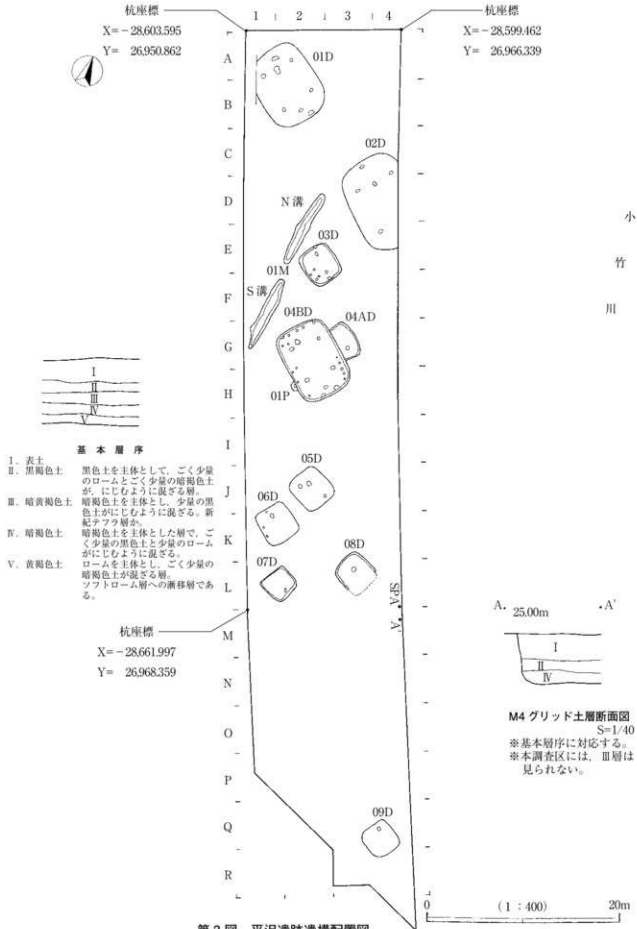 杭座標
X=－28,603.595
Y= 26,950.862
1 2 3 4
杭座標
X=－28,599.462
Y= 26,966.339
A
B
C
D
E
F
G
H
I
J
K
L
M
N
O
P
Q
R
01D
02D
N溝
03D
01M
S溝
04BD
04AD
01P
05D
06D
07D
08D
09D
小竹川
I
II
III
IV
V
基本層序
I．表土
II．黒褐色土 黒色土を主体として，ごく少量
のロームとごく少量の暗褐色土
が，にじむように混ざる層。
III．暗黄褐色土 暗褐色土を主体とし，少量の黒
色土がにじむように混ざる。新
紀テフラ層か。
IV．暗褐色土 暗褐色土を主体とした層で，ご
く少量の黒色土と少量のローム
がにじむように混ざる。
V．黄褐色土 ロームを主体とし，ごく少量の
暗褐色土が混ざる層。
ソフトローム層への漸移層であ
る。
杭座標
X=－28,661.997
Y= 26,968.359
SPA
A'
A. 25.00m .A'
I
II
IV
M4 グリッド土層断面図
S=1/40
※基本層序に対応する。
※本調査区には，III層は
見られない。
0 (1：400) 20m